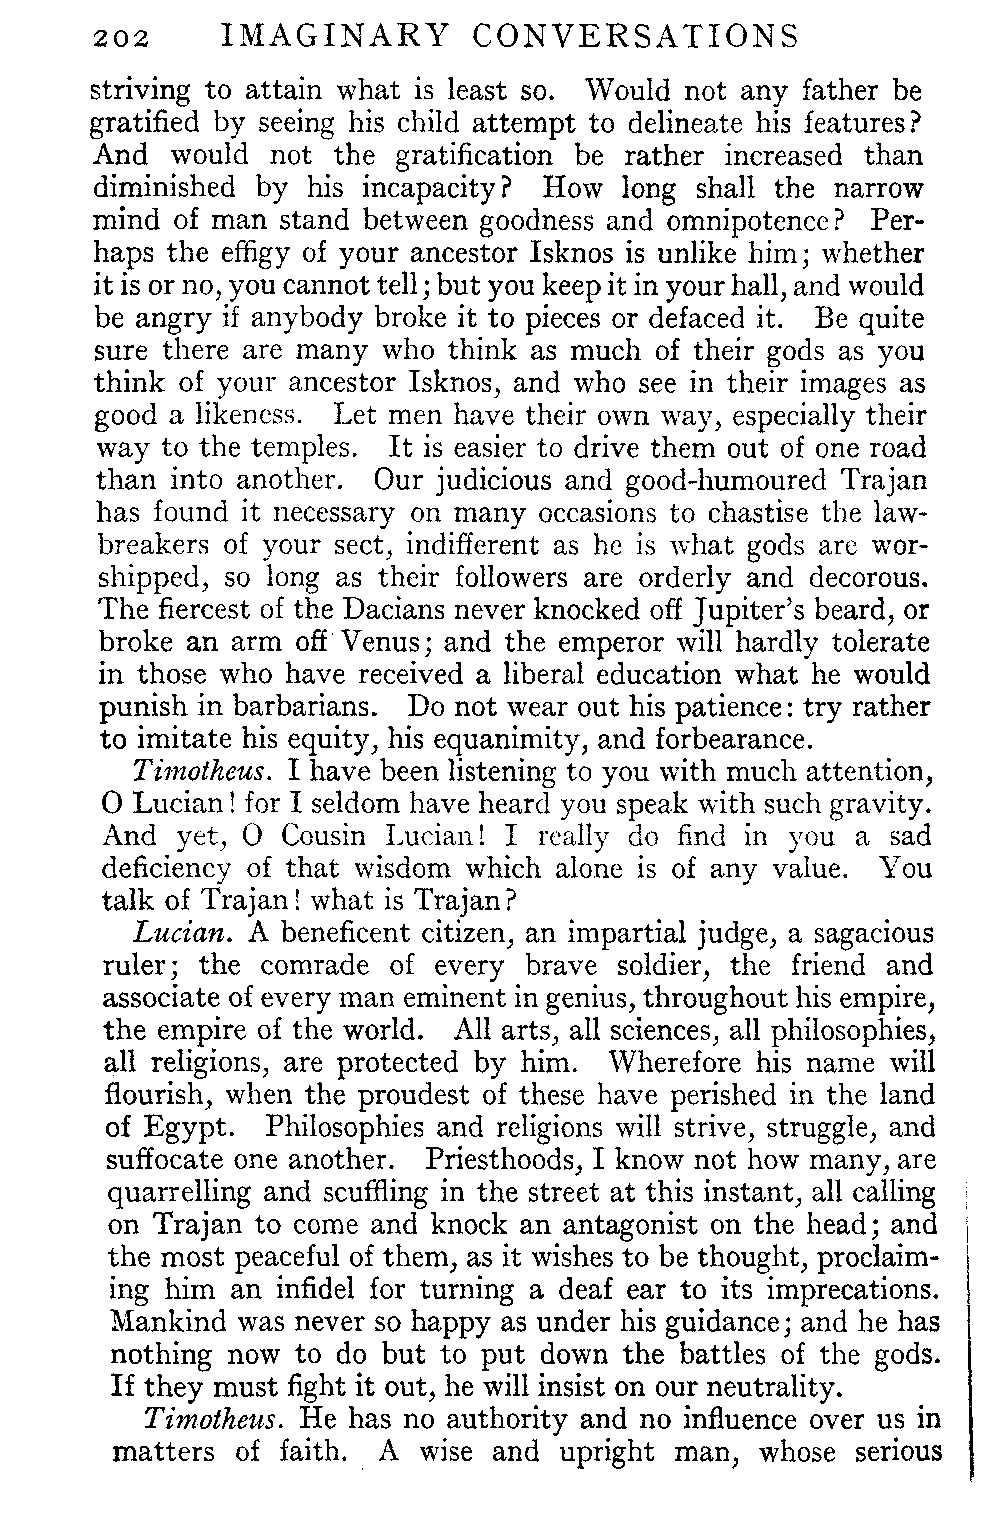 202 IMAGINARY CONVERSATIONS
striving to attain what is least so. Would not any father be
gratified by seeing his child attempt to delineate his features?
And would not the gratification be rather increased than
diminished by his incapacity? How long shall the narrow
mind of man stand between goodness and omnipotence? Per-
haps the effigy of your ancestor Isknos is unlike him; whether
it is or no, you cannot tell; but you keep it in your hall, and would
be angry if anybody broke it to pieces or defaced it. Be quite
sure there are many who think as much of their gods as you
think of your ancestor Isknos, and who see in their images as
good a likeness. Let men have their own way, especially their
way to the temples. It is easier to drive them out of one road
than into another. Our judicious and good-humoured Trajan
has found it necessary on many occasions to chastise the law-
breakers of your sect, indifferent as he is what gods are wor-
shipped, so long as their followers are orderly and decorous.
The fiercest of the Dacians never knocked off Jupiter's beard, or
broke an arm off Venus; and the emperor will hardly tolerate
in those who have received a liberal education what he would
punish in barbarians. Do not wear out his patience: try rather
to imitate his equity, his equanimity, and forbearance.
Timotheus. I have been listening to you with much attention,
O Lucian! for I seldom have heard you speak with such gravity.
And yet, O Cousin Lucian! I really do find in you a sad
deficiency of that wisdom which alone is of any value. You
talk of Trajan! what is Trajan?
Lucian. A beneficent citizen, an impartial judge, a sagacious
ruler; the comrade of every brave soldier, the friend and
associate of every man eminent in genius, throughout his empire,
the empire of the world. All arts, all sciences, all philosophies,
all religions, are protected by him. Wherefore his name will
flourish, when the proudest of these have perished in the land
of Egypt. Philosophies and religions will strive, struggle, and
suffocate one another. Priesthoods, I know not how many, are
quarrelling and scuffling in the street at this instant, all calling
on Trajan to come and knock an antagonist on the head; and
the most peaceful of them, as it wishes to be thought, proclaim-
ing him an infidel for turning a deaf ear to its imprecations.
Mankind was never so happy as under his guidance; and he has
nothing now to do but to put down the battles of the gods.
If they must fight it out, he will insist on our neutrality.
Timotheus. He has no authority and no influence over us in
matters of faith. A wise and upright man, whose serious